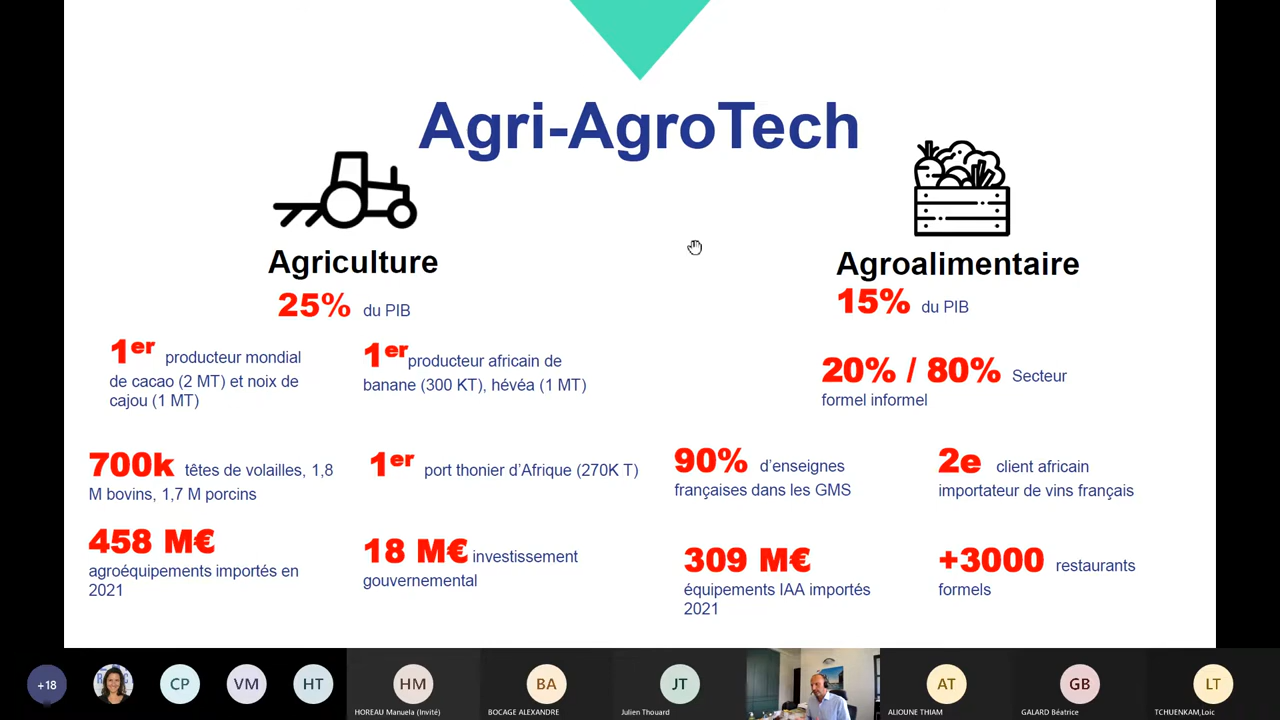 Agri-AgroTech
Agriculture
25% du PIB
1er producteur mondial
de cacao (2 MT) et noix de
cajou (1 MT)
1er producteur africain de
banane (300 KT), hévéa (1 MT)
700k têtes de volailles, 1,8
M bovins, 1,7 M porcins
1er port thonier d'Afrique (270K T)
458 M€
agroéquipements importés en
2021
18 M€ investissement
gouvernemental
Agroalimentaire
15% du PIB
20% / 80% Secteur
formel informel
90% d'enseignes
françaises dans les GMS
2e client africain
importateur de vins français
309 M€
équipements IAA importés
2021
+3000 restaurants
formels
+18
CP
VM
HT
HM
HOREAU Manuela (Invité)
BA
BOCAGE ALEXANDRE
JT
Julien Thouard
AT
ALIOUNE THIAM
GB
GALARD Béatrice
LT
TCHUENKAM,Loic